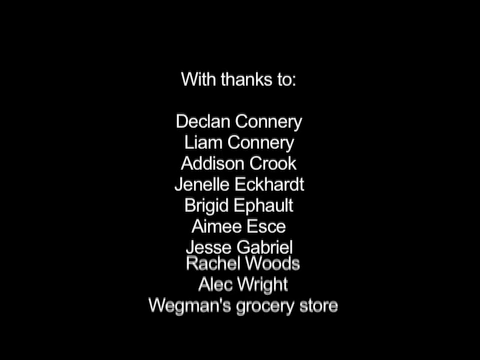 With thanks to:
Declan Connery
Liam Connery
Addison Crook
Jenelle Eckhardt
Brigid Ephault
Aimee Esce
Jesse Gabriel
Rachel Woods
Alec Wright
Wegman's grocery store